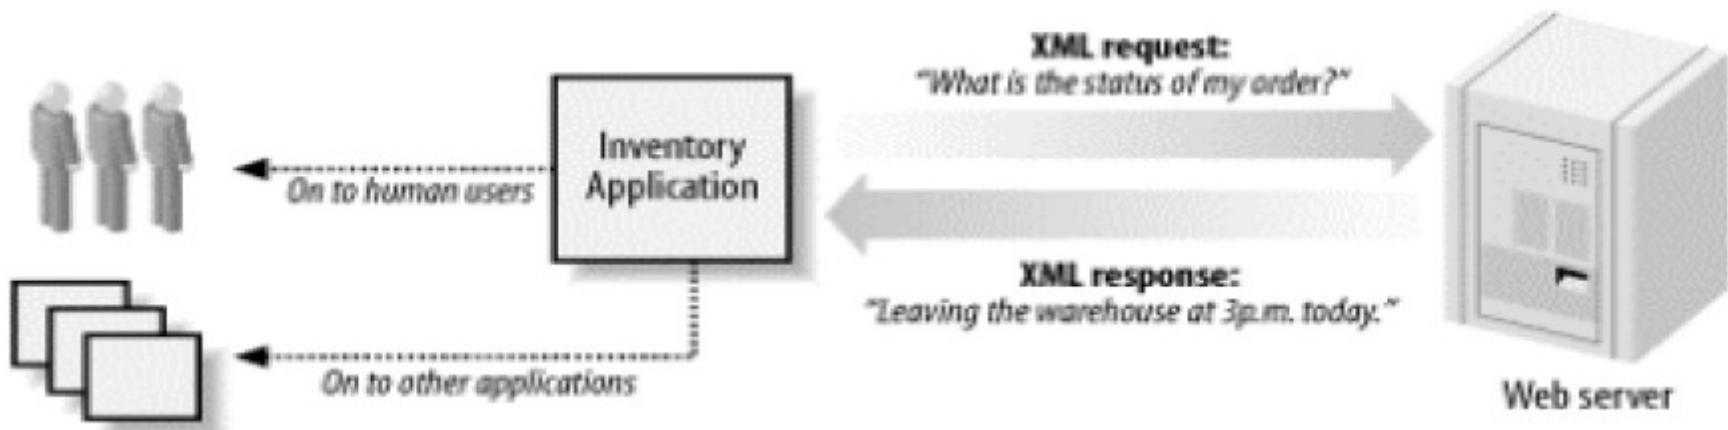 XML request:
“What is the status of my order?”
Inventory
Application
On to human users
XML response:
“Leaving the warehouse at 3p.m. today.”
On to other applications
Web server